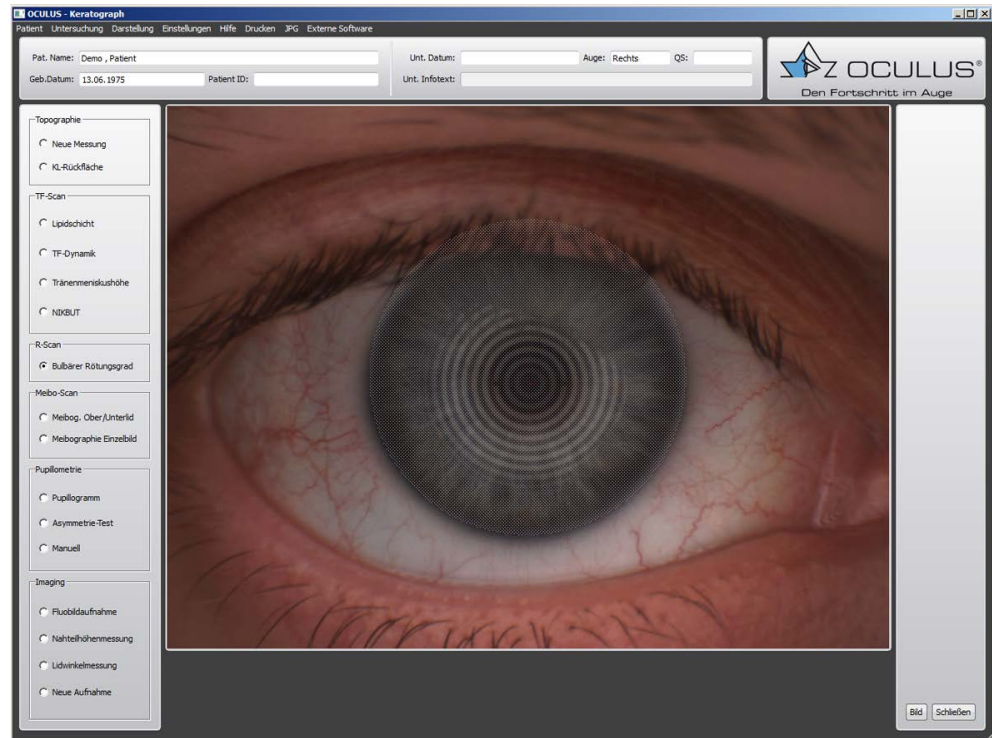 OCULUS - Keratograph
Patient Untersuchung Darstellung Einstellungen Hilfe Drucken JPG Externe Software
Pat. Name: Demo , Patient
Geb.Datum: 13.06.1975 Patient ID:
Unt. Datum: Auge: Rechts QS:
Unt. Infotext:
OCULUS®
Den Fortschritt im Auge
Topographie
Neue Messung
KL-Rückfläche
TF-Scan
Lipidschicht
TF-Dynamik
Tränenmeniskushöhe
NIKBUT
R-Scan
Bulbärer Rötungsgrad
Meibo-Scan
Meibog. Ober/Unterlid
Meibographie Einzelbild
Pupillometrie
Pupillogramm
Asymmetrie-Test
Manuell
Imaging
Fluobildaufnahme
Nahteilhöhenmessung
Lidwinkelmessung
Neue Aufnahme
Bild Schließen